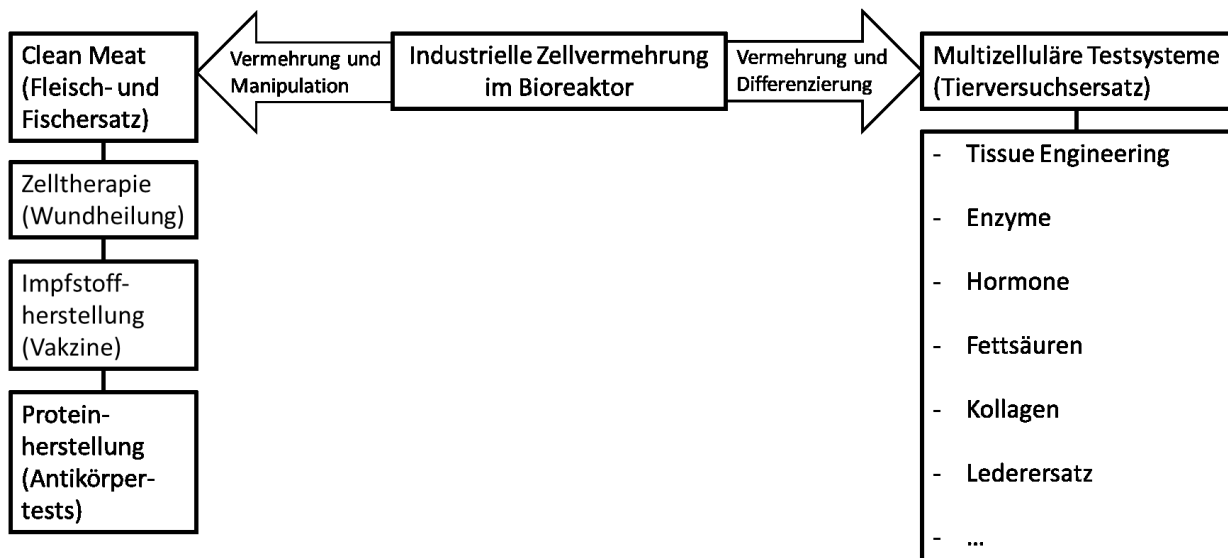 Clean Meat
(Fleisch- und
Fischersatz)
Vermehrung und
Manipulation
Industrielle Zellvermehrung
im Bioreaktor
Vermehrung und
Differenzierung
Multizelluläre Testsysteme
(Tierversuchsersatz)
Zelltherapie
(Wundheilung)
Impfstoff-
herstellung
(Vakzine)
Protein-
herstellung
(Antikörper-
tests)
- Tissue Engineering
- Enzyme
- Hormone
- Fettsäuren
- Kollagen
- Lederersatz
- ...